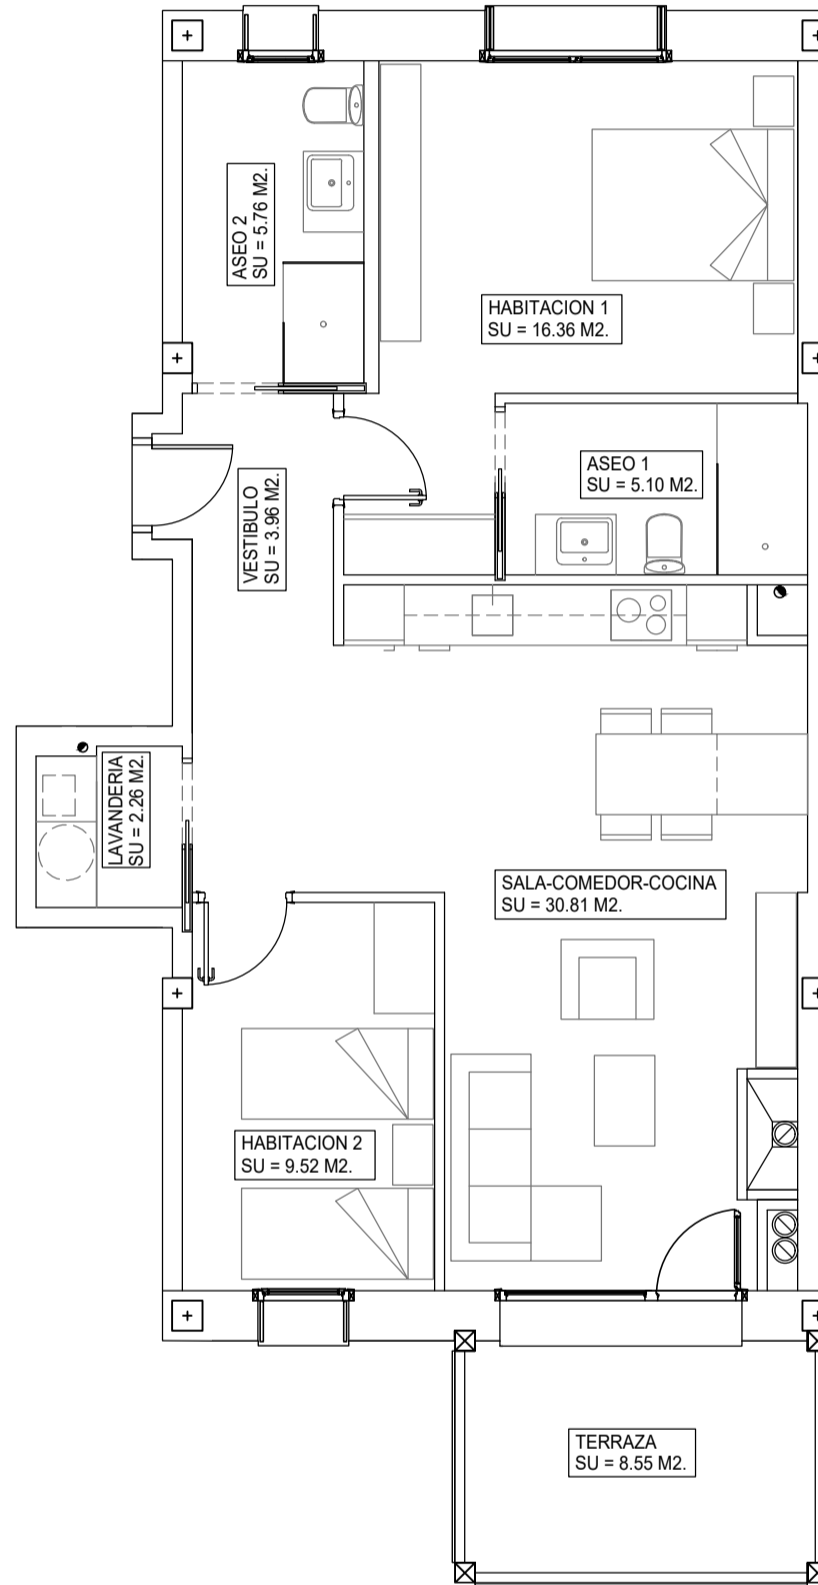 ASEO 2
SU = 5.76 M2.
HABITACION 1
SU = 16.36 M2.
ASEO 1
SU = 5.10 M2.
VESTIBULO
SU = 3.96 M2.
LAVANDERIA
SU = 2.26 M2.
SALA-COMEDOR-COCINA
SU = 30.81 M2.
HABITACION 2
SU = 9.52 M2.
TERRAZA
SU = 8.55 M2.